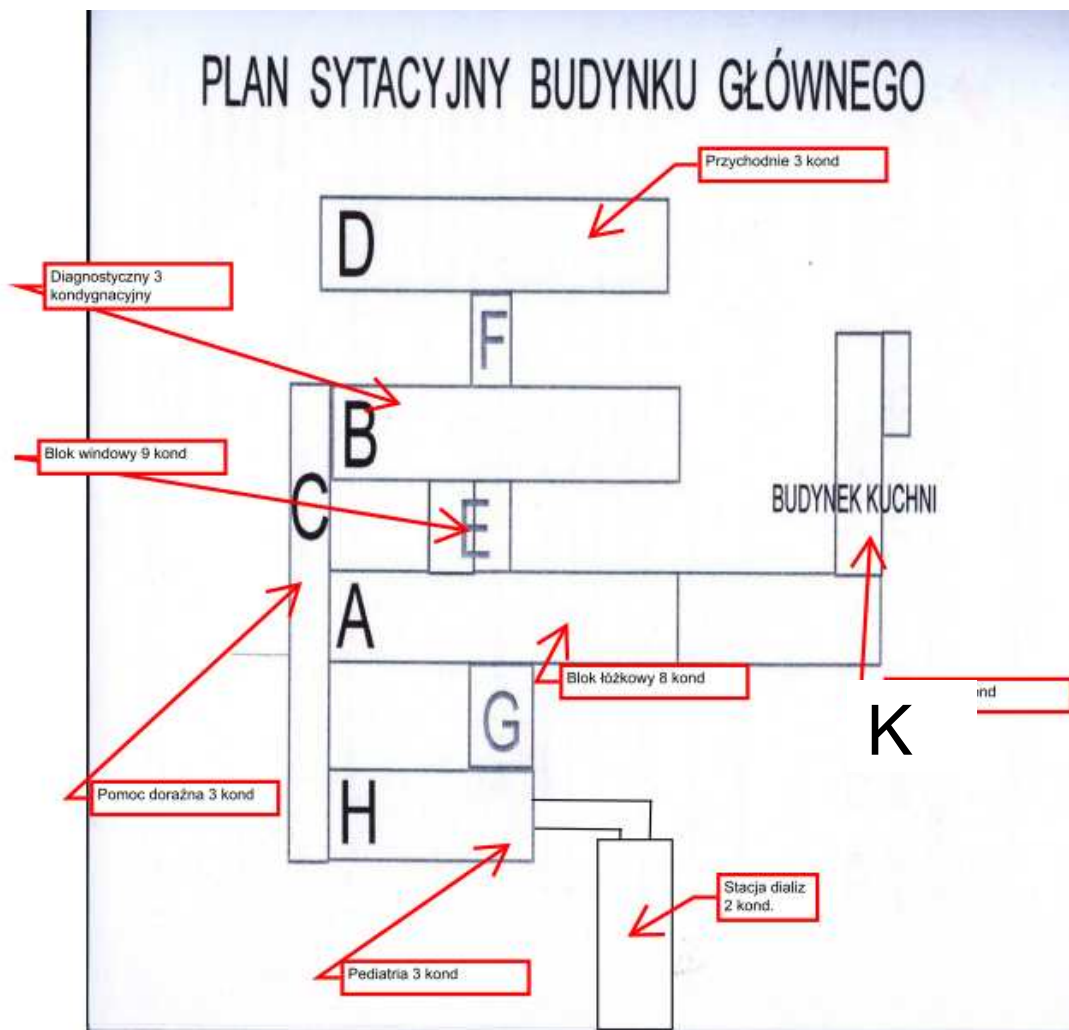 PLAN SYTACYJNY BUDYNKU GŁÓWNEGO
Przychodnie 3 kond
D
Diagnostyczny 3
kondygnacyjny
F
B
Blok windowy 9 kond
C
E
BUDYNEK KUCHNI
A
Blok łóżkowy 8 kond
G
K
Pomoc doraźna 3 kond
H
Stacja dializ
2 kond.
Pediatria 3 kond